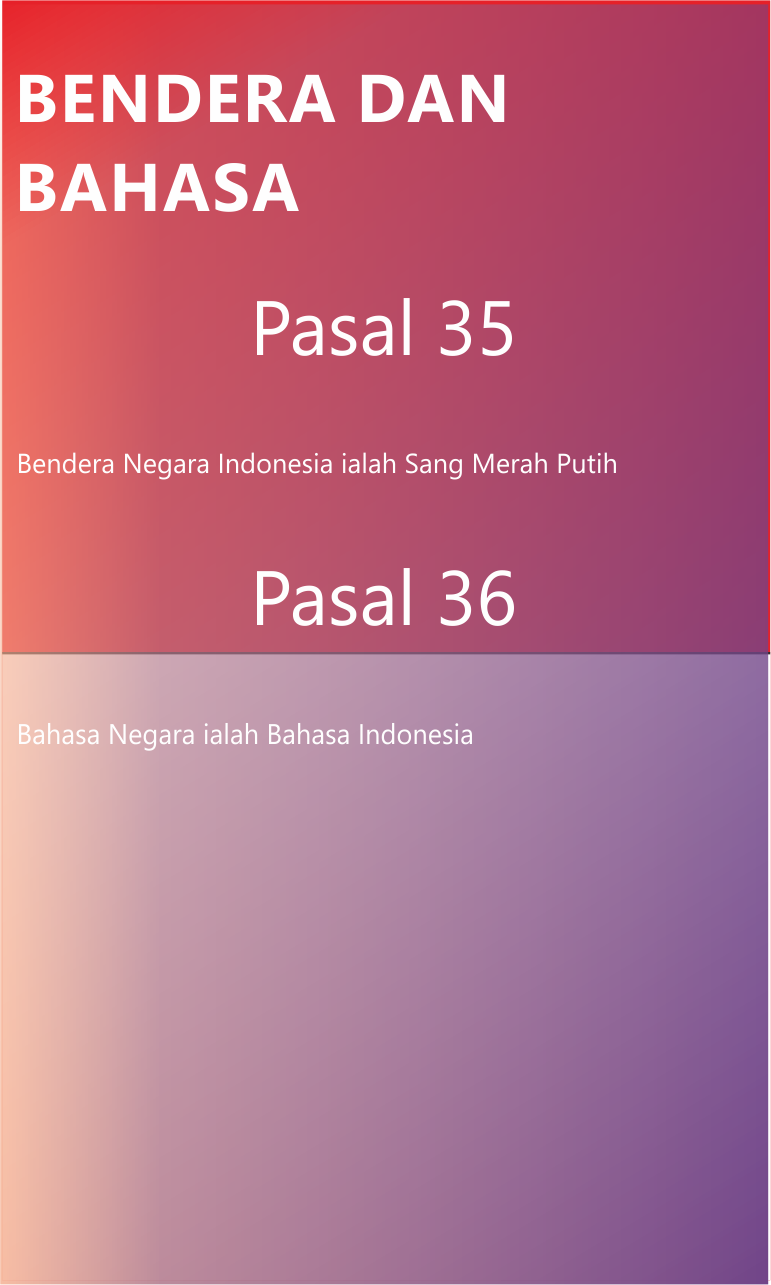 BENDERA DAN
BAHASA
Pasal 35
Bendera Negara Indonesia ialah Sang Merah Putih
Pasal 36
Bahasa Negara ialah Bahasa Indonesia